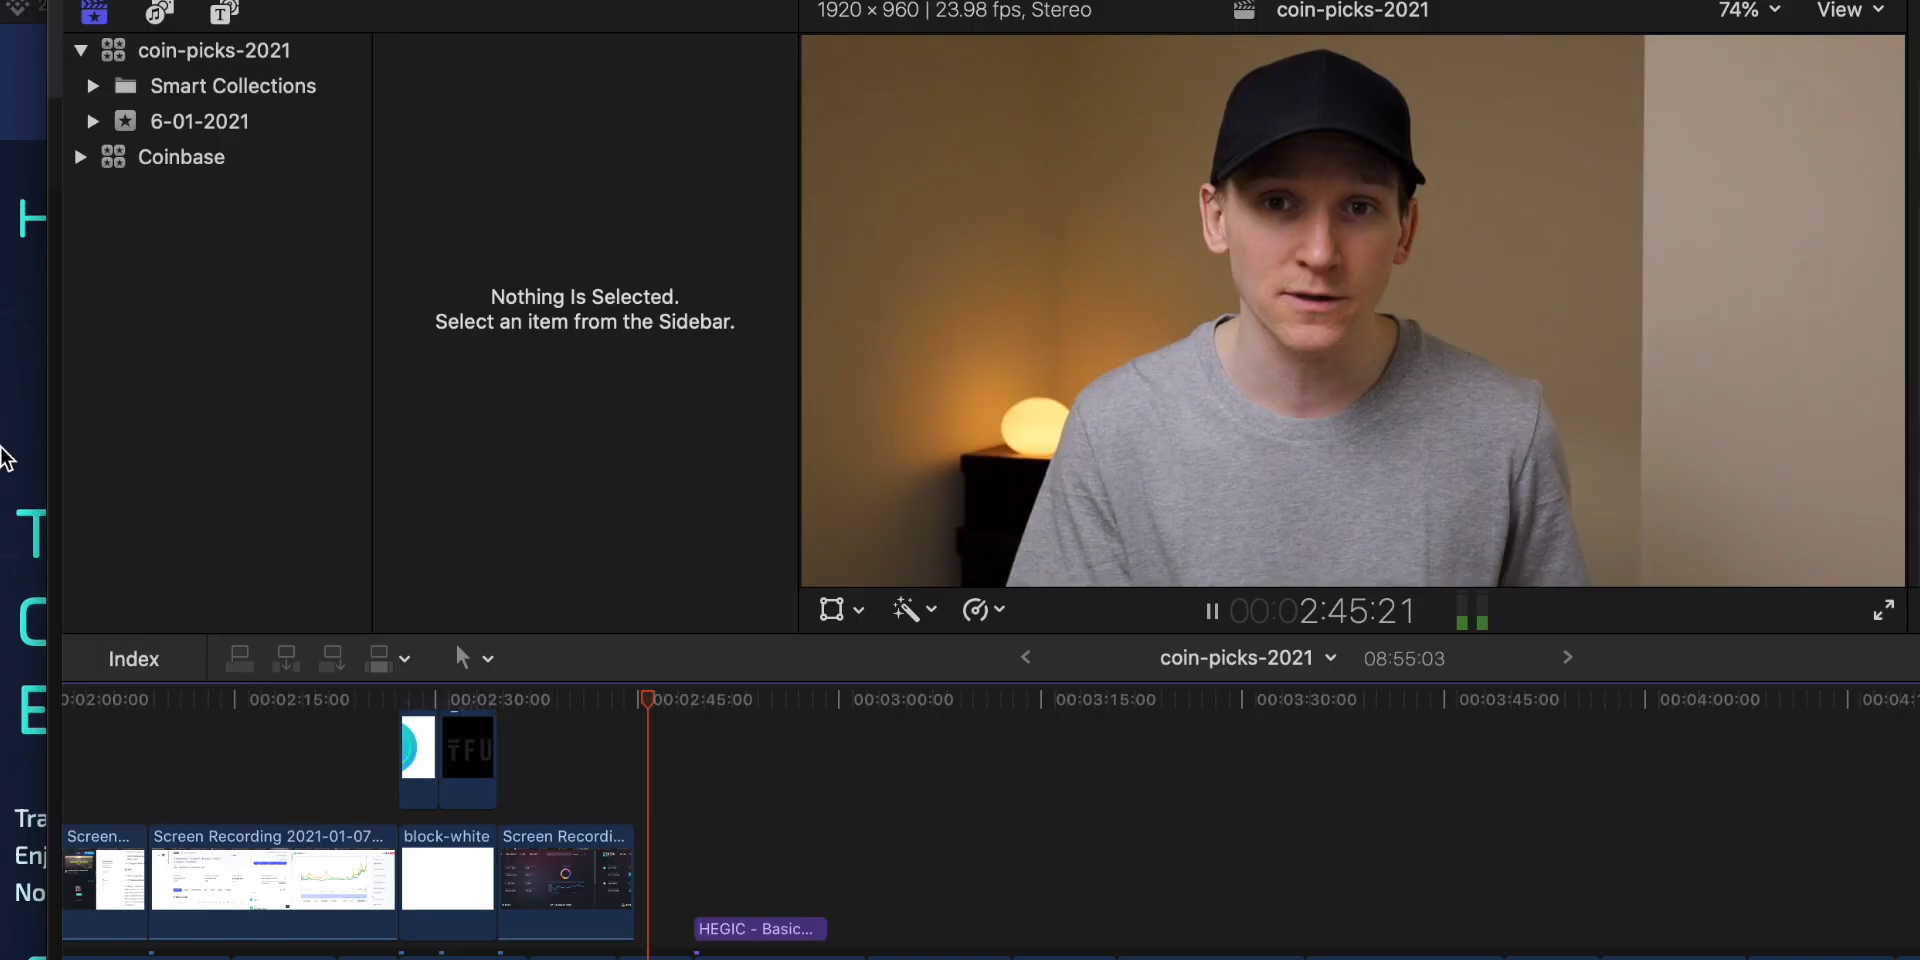 1920 × 960 | 23.98 fps, Stereo
coin-picks-2021
74%
View
coin-picks-2021
Smart Collections
6-01-2021
Coinbase
Nothing Is Selected.
Select an item from the Sidebar.
00:02:45:21
Index
coin-picks-2021
08:55:03
00:02:15:00
00:02:30:00
00:02:45:00
00:03:00:00
00:03:15:00
00:03:30:00
00:03:45:00
00:04:00:00
TFU
Screen...
Screen Recording 2021-01-07...
block-white
Screen Recordi...
HEGIC - Basic...
H
T
E
Tra
Enj
No